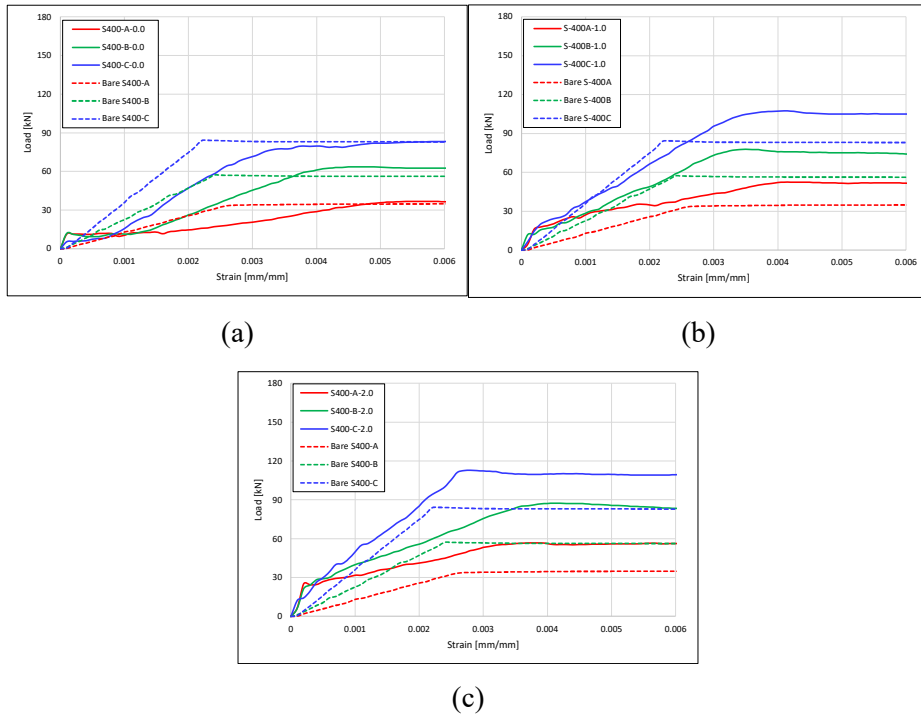 180
150
120
90
60
30
0
Load [kN]
S400-A-0.0
S400-B-0.0
S400-C-0.0
Bare S400-A
Bare S400-B
Bare S400-C
0 0.001 0.002 0.003 0.004 0.005 0.006
Strain [mm/mm]
(a)
180
150
120
90
60
30
0
Load [kN]
S-400A-1.0
S-400B-1.0
S-400C-1.0
Bare S-400A
Bare S-400B
Bare S-400C
0 0.001 0.002 0.003 0.004 0.005 0.006
Strain [mm/mm]
(b)
180
150
120
90
60
30
0
Load [kN]
S400-A-2.0
S400-B-2.0
S400-C-2.0
Bare S400-A
Bare S400-B
Bare S400-C
0 0.001 0.002 0.003 0.004 0.005 0.006
Strain [mm/mm]
(c)